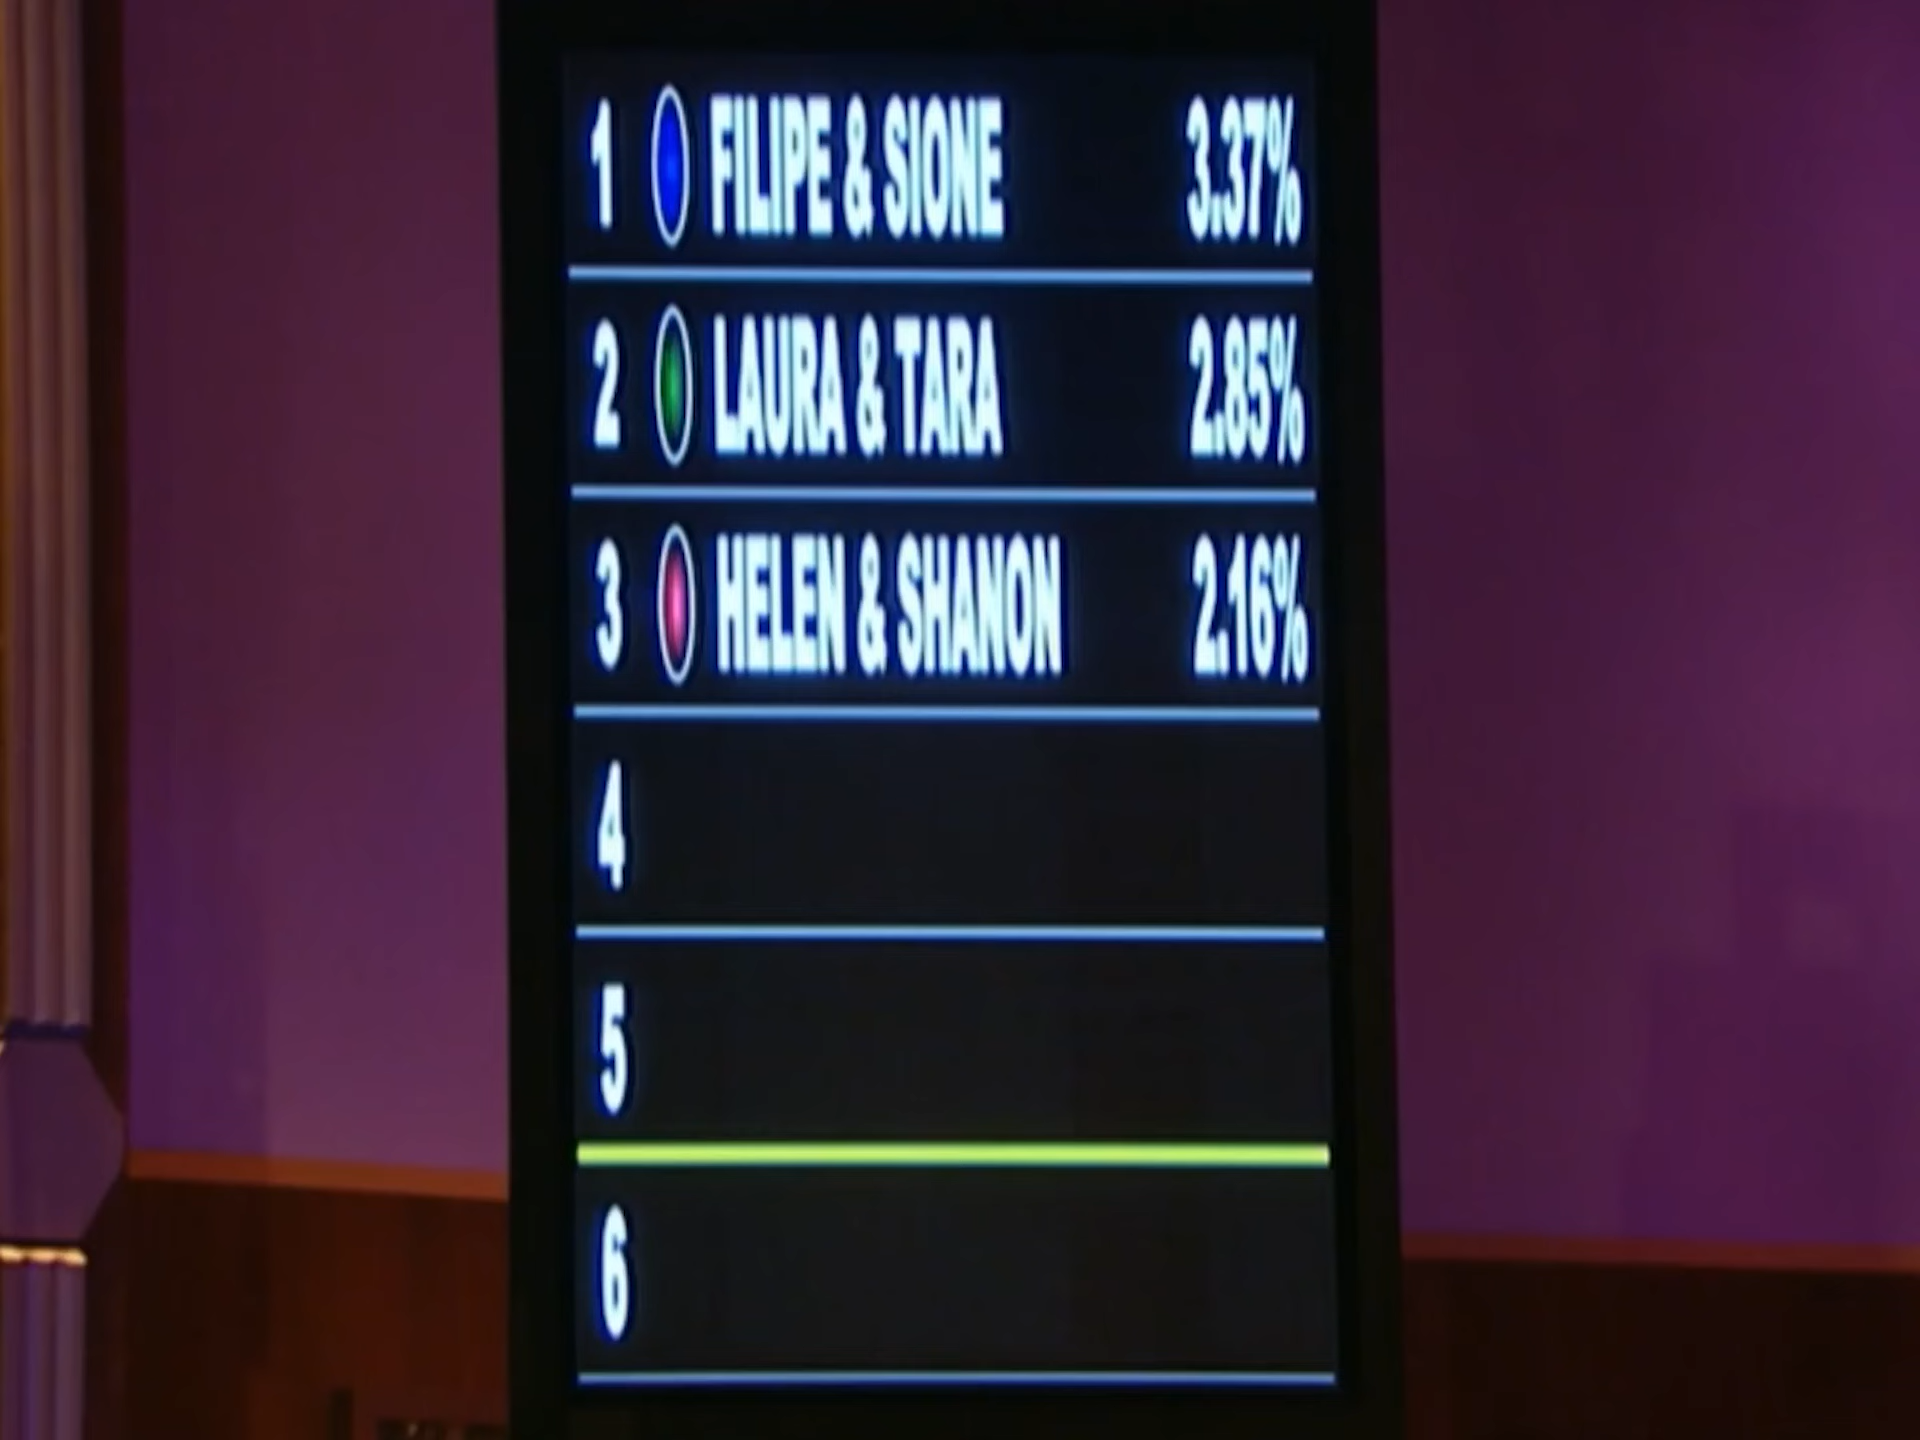 1 FILIPE & SIONE 3.37%
2 LAURA & TARA 2.85%
3 HELEN & SHANON 2.16%
4
5
6